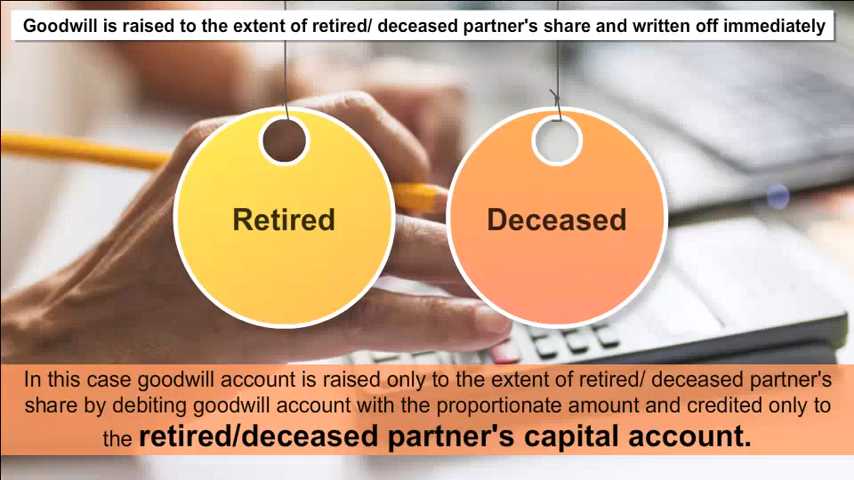 Goodwill is raised to the extent of retired/ deceased partner's share and written off immediately
Retired
Deceased
In this case goodwill account is raised only to the extent of retired/ deceased partner's
share by debiting goodwill account with the proportionate amount and credited only to
the retired/deceased partner's capital account.